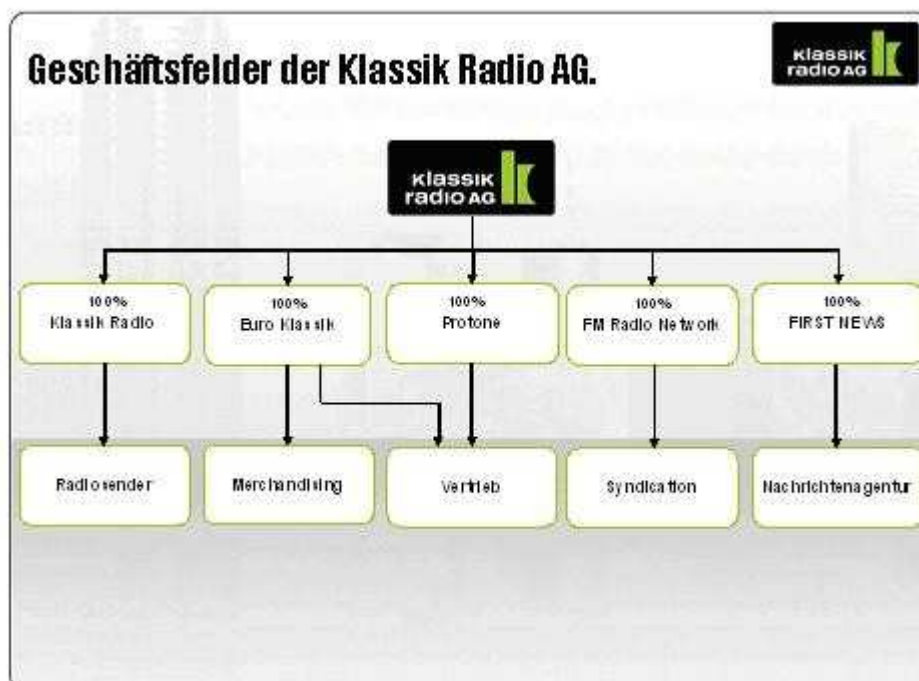 Geschäftsfelder der Klassik Radio AG.
Klassik
radio AG
Klassik
radio AG
100%
Klassik Radio
100%
Euro Klassik
100%
Protone
100%
FM Radio Network
100%
FIRST NEWS
Radiosender
Merchandising
Vertrieb
Syndication
Nachrichtenagentur